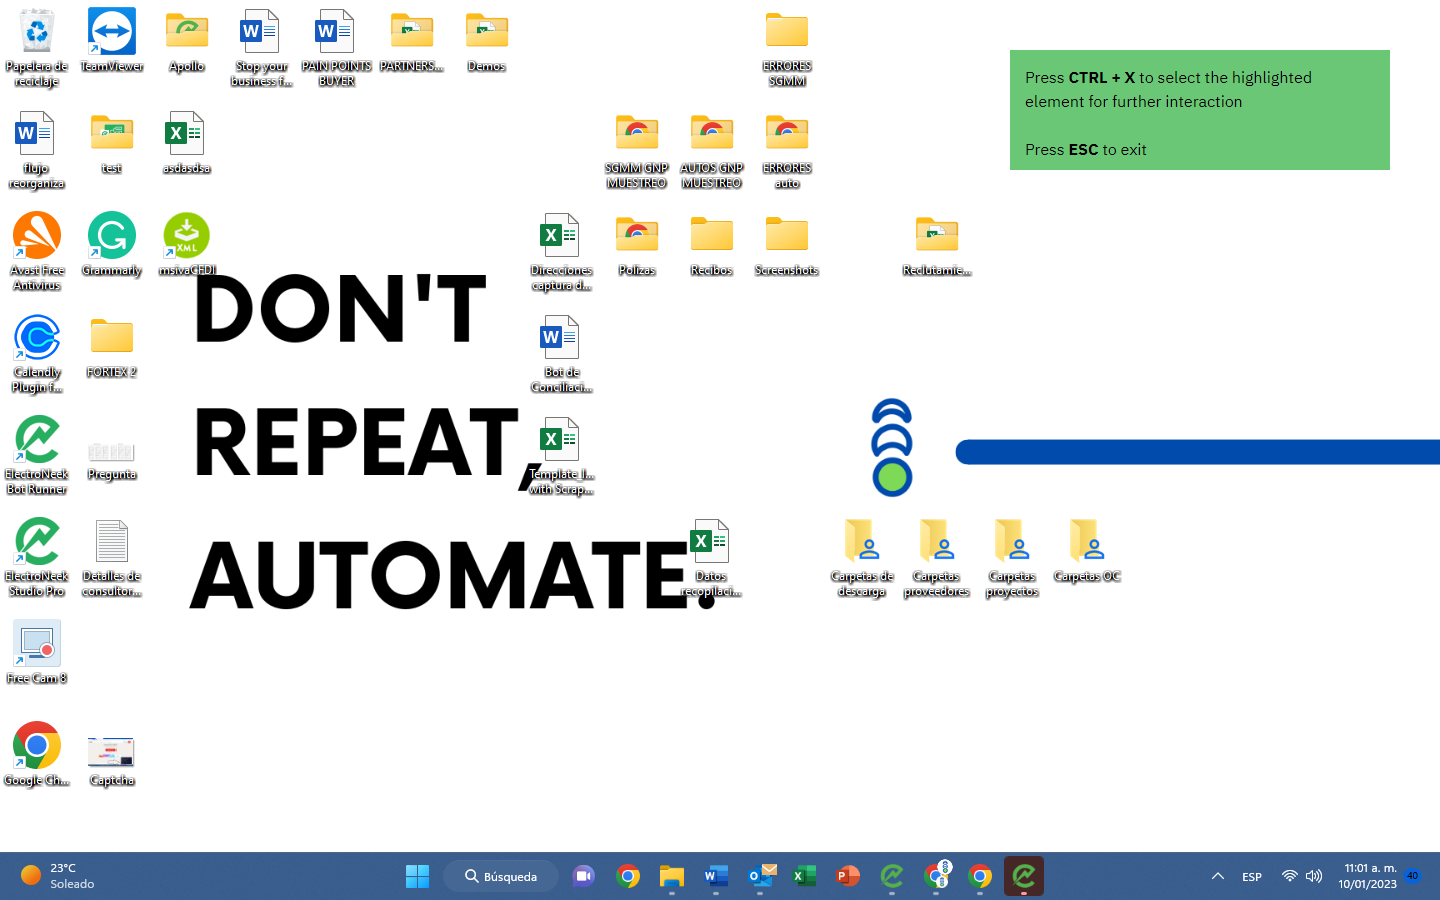 Papelera de
reciclaje
TeamViewer
Apollo
Stop your
business f...
PAIN POINTS
BUYER
PARTNERS...
Demos
ERRORES
SGMM
Press CTRL + X to select the highlighted
element for further interaction
Press ESC to exit
flujo
reorganiza
test
asdasdsa
SGMM GNP
MUESTREO
AUTOS GNP
MUESTREO
ERRORES
auto
Avast Free
Antivirus
Grammarly
XML
msivaCFDI
Direcciones
captura d...
Polizas
Recibos
Screenshots
Reclutamie...
DON'T
REPEAT,
AUTOMATE.
Calendly
Plugin f...
FORTEX 2
Bot de
Conciliaci...
ElectroNeek
Bot Runner
Pregunta
Template_I...
with Scrap...
ElectroNeek
Studio Pro
Detalles de
consultor...
Datos
recopilaci...
Carpetas de
descarga
Carpetas
proveedores
Carpetas
proyectos
Carpetas OC
Free Cam 8
Google Ch...
Captcha
23°C
Soleado
Búsqueda
ESP
11:01 a. m.
10/01/2023
40